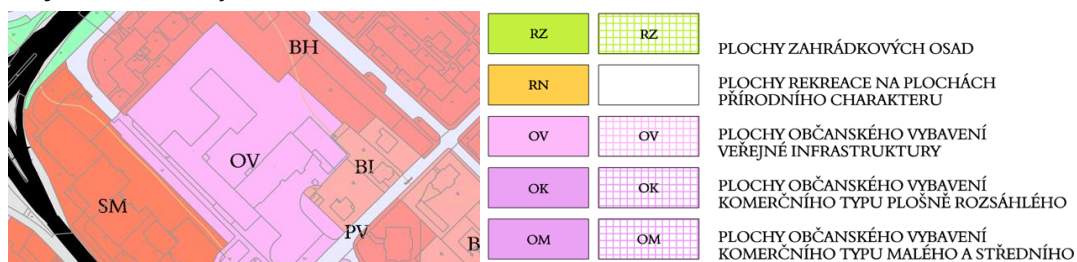 BH
OV
BI
SM
PV
B
RZ RZ PLOCHY ZAHRÁDKOVÝCH OSAD
RN PLOCHY REKREACE NA PLOCHÁCH
PŘÍRODNÍHO CHARAKTERU
OV OV PLOCHY OBČANSKÉHO VYBAVENÍ
VEŘEJNÉ INFRASTRUKTURY
OK OK PLOCHY OBČANSKÉHO VYBAVENÍ
KOMERČNÍHO TYPU PLOŠNĚ ROZSÁHLÉHO
OM OM PLOCHY OBČANSKÉHO VYBAVENÍ
KOMERČNÍHO TYPU MALÉHO A STŘEDNÍHO